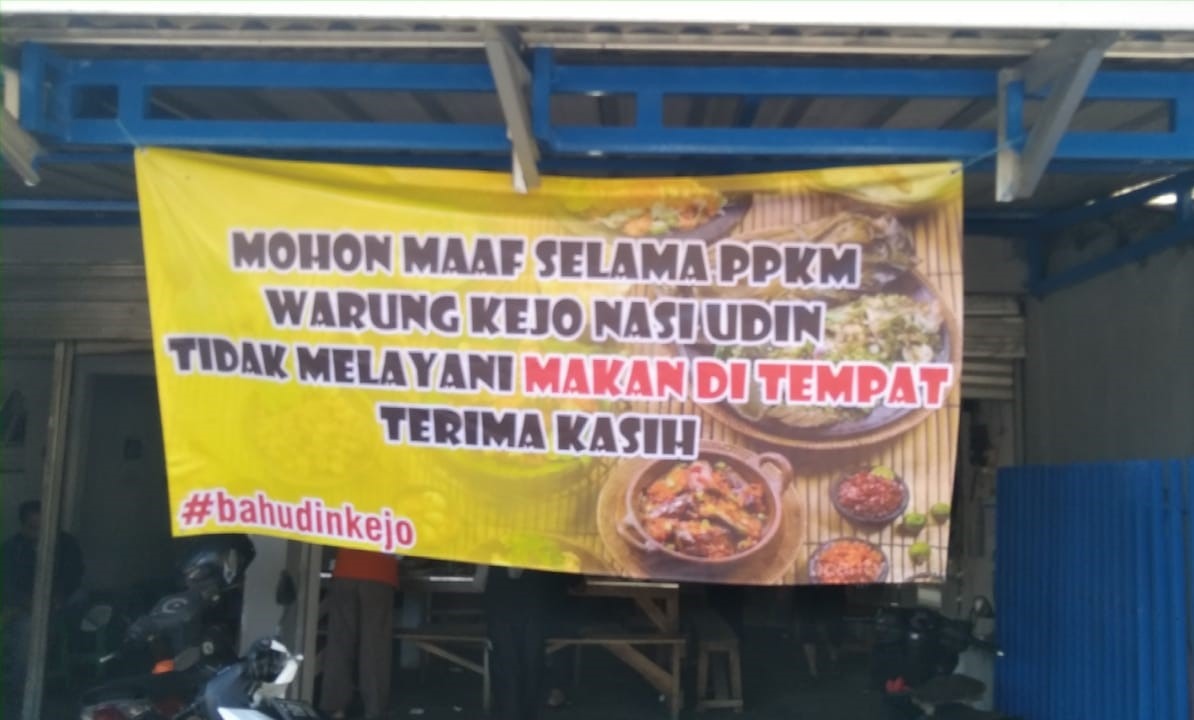 MOHON MAAF SELAMA PPKM
WARUNG KEJO NASI UDIN
TIDAK MELAYANI MAKAN DI TEMPAT
TERIMA KASIH
#bahudinkejo